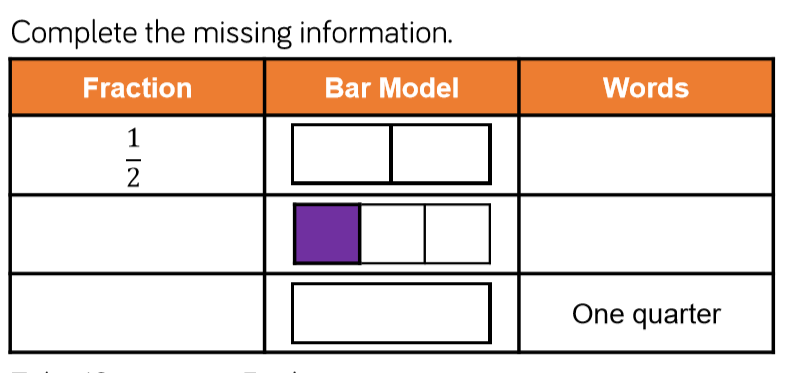 Complete the missing information.
Fraction Bar Model Words
1
2
One quarter